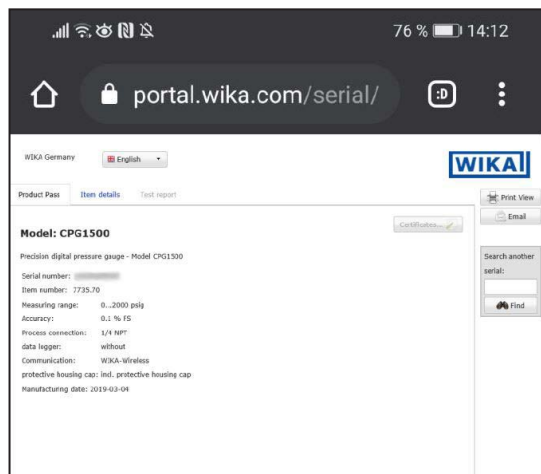 76 % 14:12
portal.wika.com/serial/ :D
WIKA Germany English WIKA
Product Pass Item details Test report Print View
Certificates... Email
Model: CPG1500
Precision digital pressure gauge - Model CPG1500 Search another
Serial number: serial:
Item number: 7735.70
Measuring range: 0...2000 psig
Accuracy: 0.1 % FS Find
Process connection: 1/4 NPT
data logger: without
Communication: WIKA-Wireless
protective housing cap: incl. protective housing cap
Manufacturing date: 2019-03-04